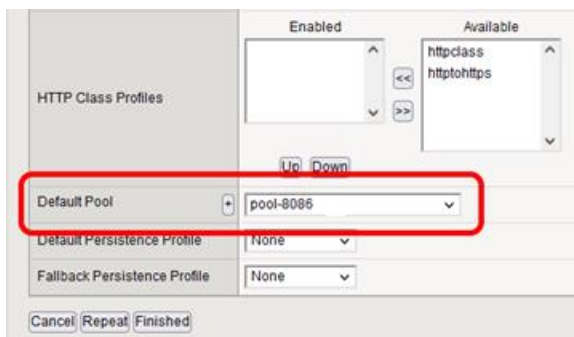 Enabled Available
httpclass
httptohttps
<<
>>
HTTP Class Profiles
Up Down
Default Pool + pool-8086
Default Persistence Profile None
Fallback Persistence Profile None
Cancel Repeat Finished